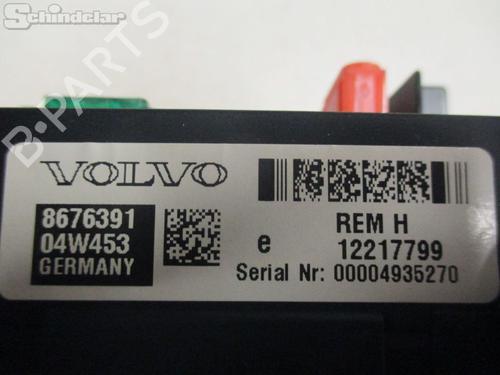 Schindelar
B-PARTS
VOLVO
8676391
04W453
GERMANY
REM H
e 12217799
Serial Nr: 00004935270